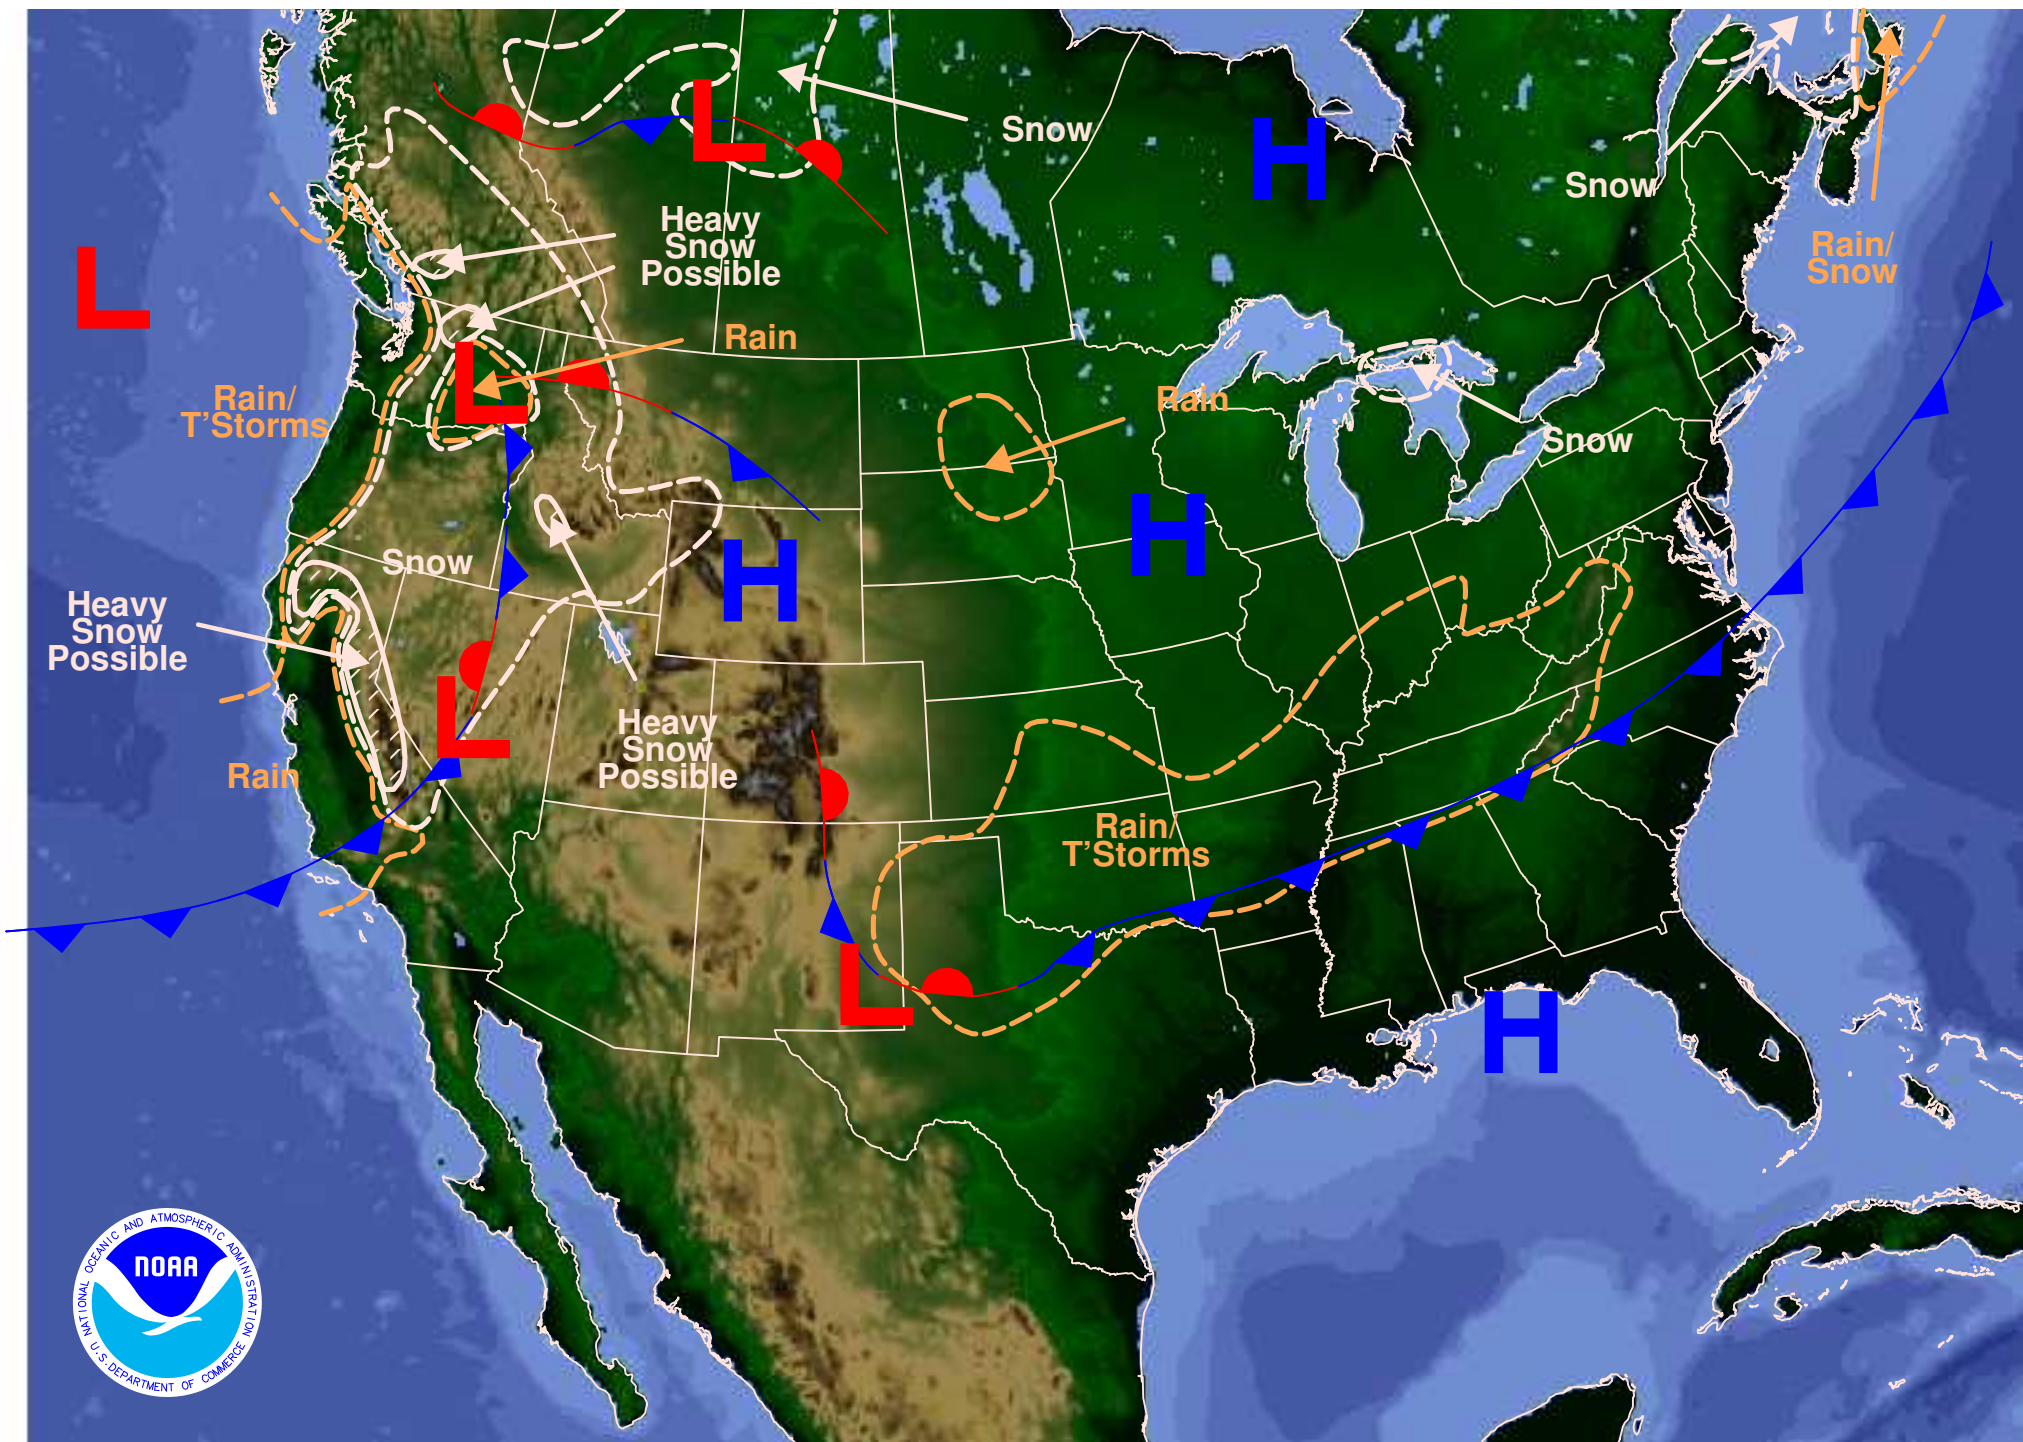 L
H
Snow
Snow
Heavy
Snow
Possible
Rain/
Snow
L
Rain
L
Rain/
T'Storms
Rain
Snow
H
Snow
H
Heavy
Snow
Possible
L
Heavy
Snow
Possible
Rain
Rain/
T'Storms
L
H
NATIONAL OCEANIC AND ATMOSPHERIC ADMINISTRATION
NOAA
U.S. DEPARTMENT OF COMMERCE